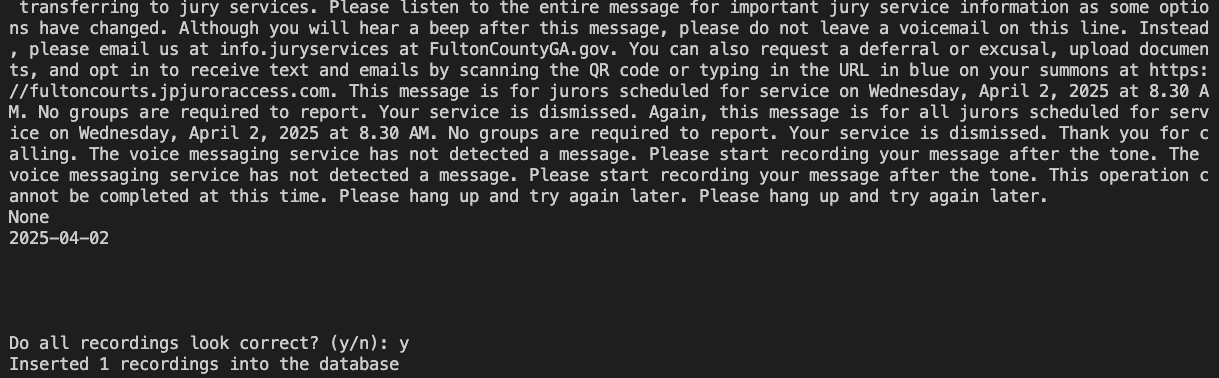 transferring to jury services. Please listen to the entire message for important jury service information as some optio
ns have changed. Although you will hear a beep after this message, please do not leave a voicemail on this line. Instead
, please email us at info.juryservices at FultonCountyGA.gov. You can also request a deferral or excusal, upload documen
ts, and opt in to receive text and emails by scanning the QR code or typing in the URL in blue on your summons at https:
//fultoncourts.jpjuroraccess.com. This message is for jurors scheduled for service on Wednesday, April 2, 2025 at 8.30 A
M. No groups are required to report. Your service is dismissed. Again, this message is for all jurors scheduled for serv
ice on Wednesday, April 2, 2025 at 8.30 AM. No groups are required to report. Your service is dismissed. Thank you for c
alling. The voice messaging service has not detected a message. Please start recording your message after the tone. The
voice messaging service has not detected a message. Please start recording your message after the tone. This operation c
annot be completed at this time. Please hang up and try again later. Please hang up and try again later.
None
2025-04-02
Do all recordings look correct? (y/n): y
Inserted 1 recordings into the database